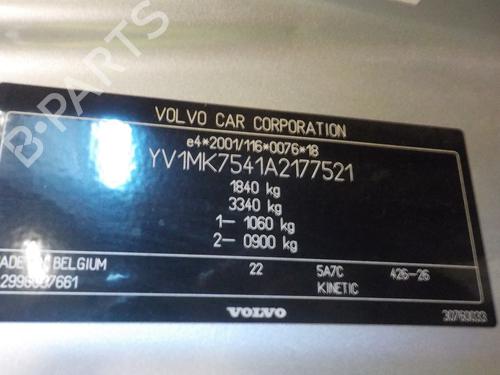 B-PARTS
VOLVO CAR CORPORATION
e4*2001/116*0076*18
YV1MK7541A2177521
1840 kg
3340 kg
1– 1060 kg
2– 0900 kg
BELGIUM 22 5A7C 426-26
KINETIC
VOLVO 30760033